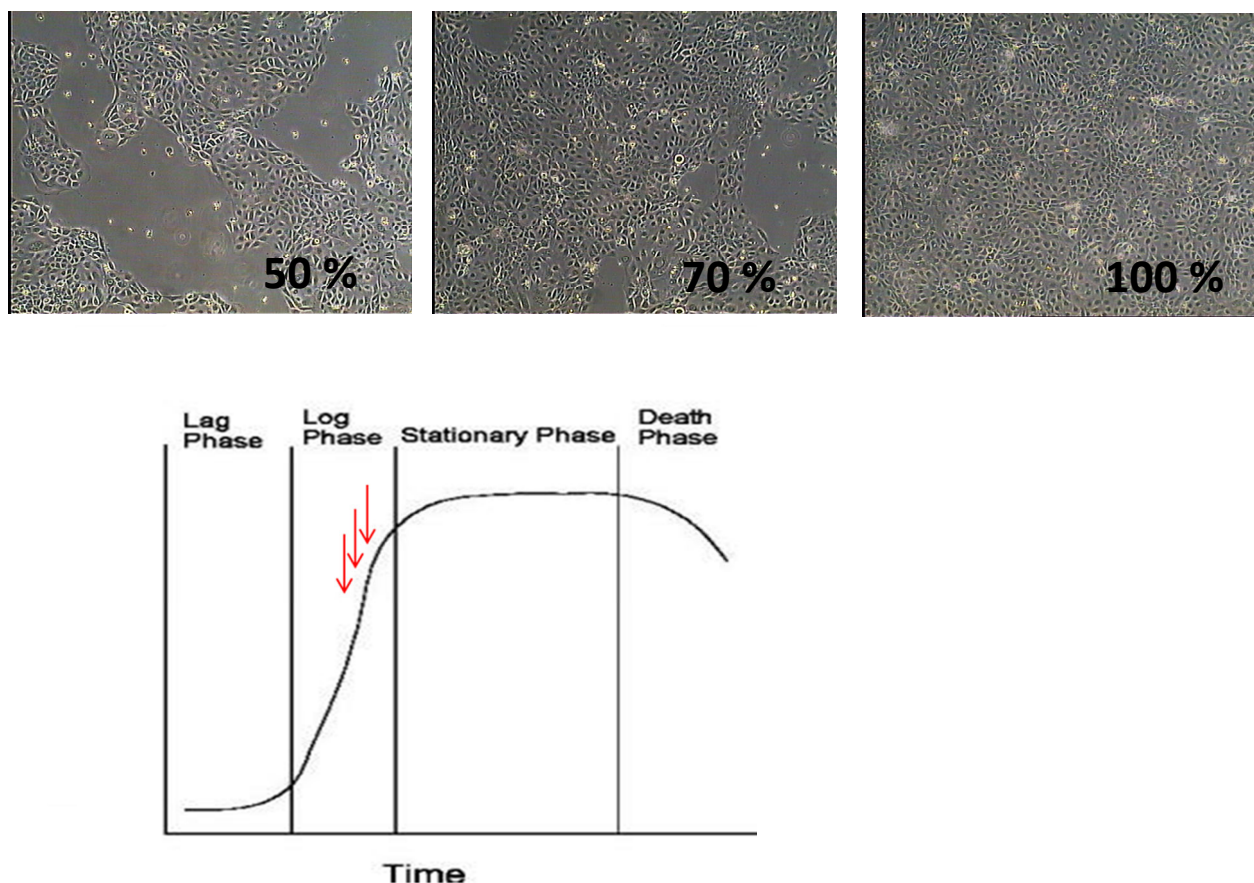 50 %
70 %
100 %
Lag
Phase
Log
Phase
Stationary Phase
Death
Phase
Time